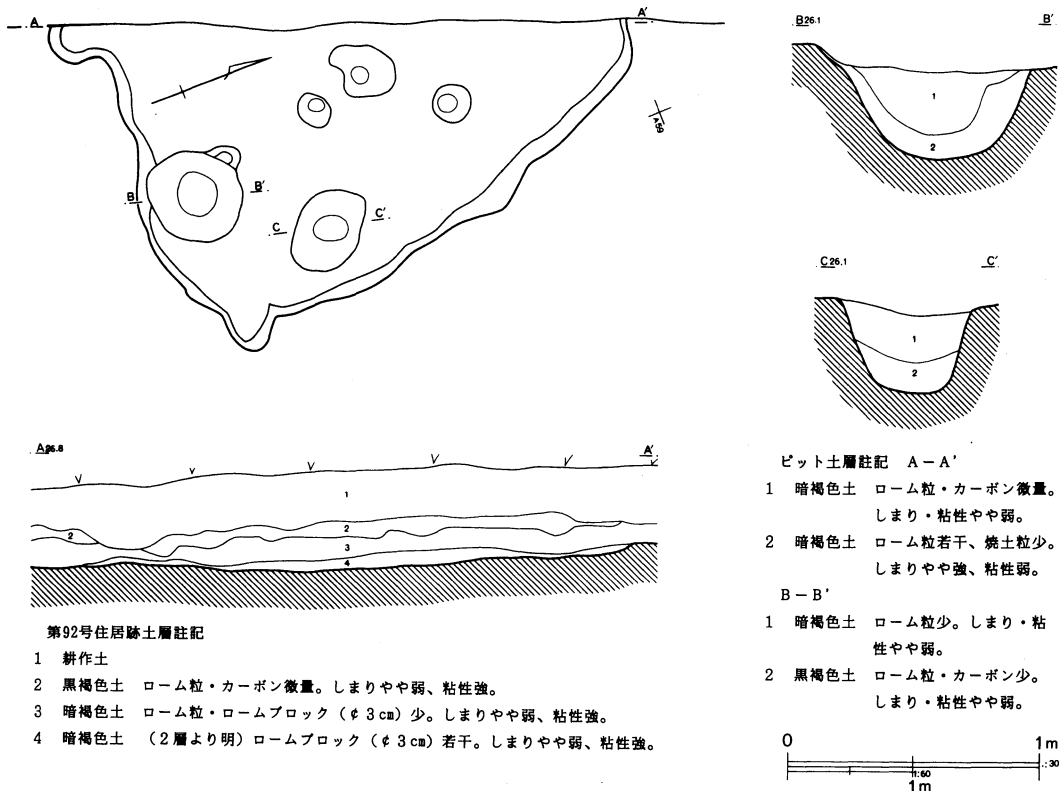 A
A'
A59
B
B'
C
C'
B26.1
B'
1
2
C26.1
C'
1
2
A26.8
A'
1
2
2
3
4
第92号住居跡土層註記
1 耕作土
2 黒褐色土 ローム粒・カーボン微量。しまりやや弱、粘性強。
3 暗褐色土 ローム粒・ロームブロック(¢3cm)少。しまりやや弱、粘性強。
4 暗褐色土 (2層より明)ロームブロック(¢3cm)若干。しまりやや弱、粘性強。
ピット土層註記 A-A'
1 暗褐色土 ローム粒・カーボン微量。
しまり・粘性やや弱。
2 暗褐色土 ローム粒若干、焼土粒少。
しまりやや強、粘性弱。
B-B'
1 暗褐色土 ローム粒少。しまり・粘
性やや弱。
2 黒褐色土 ローム粒・カーボン少。
しまり・粘性やや弱。
0 1m
1:30
1:60
1m